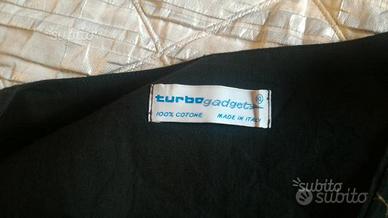 turbogadgets ®
100% COTONE MADE IN ITALY
subito
subito